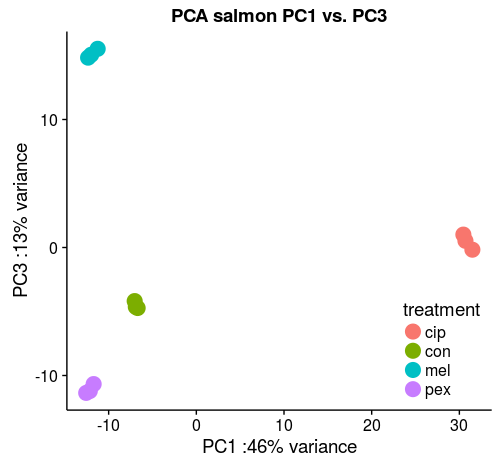 PCA salmon PC1 vs. PC3
PC3 :13% variance
10
0
-10
-10
0
10
20
30
PC1 :46% variance
treatment
cip
con
mel
pex